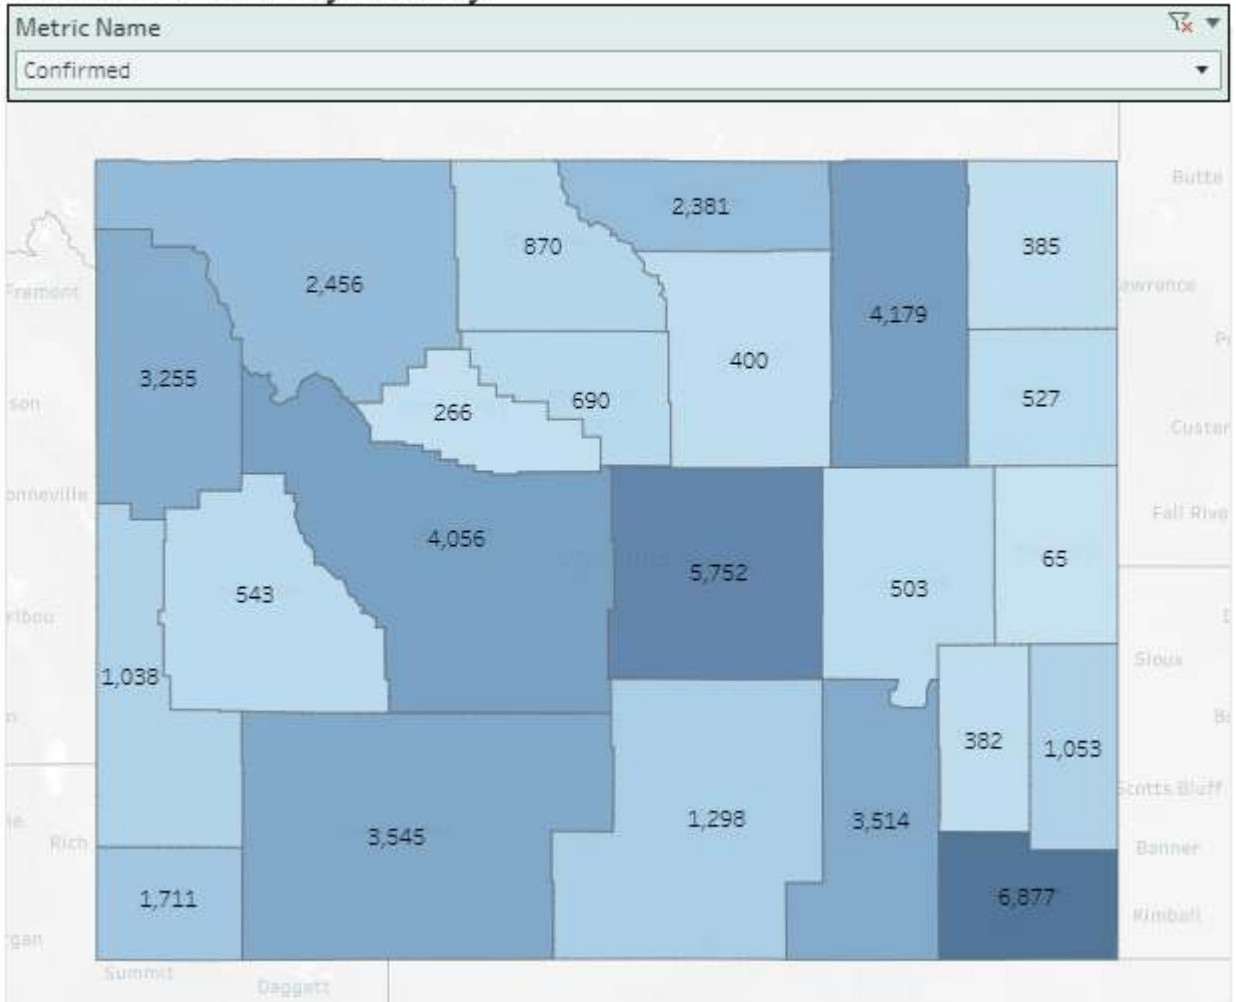 Metric Name
Confirmed
Butte
2,381
870
385
2,456
Fremont
4,179
3,255
400
527
266
690
Custer
4,056
Fall Rive
5,752
65
543
503
Sioux
1,038
382
1,053
Scotts Bluff
1,298
3,514
3,545
Rich
Banner
1,711
6,877
Kimball
Summit
Daggett